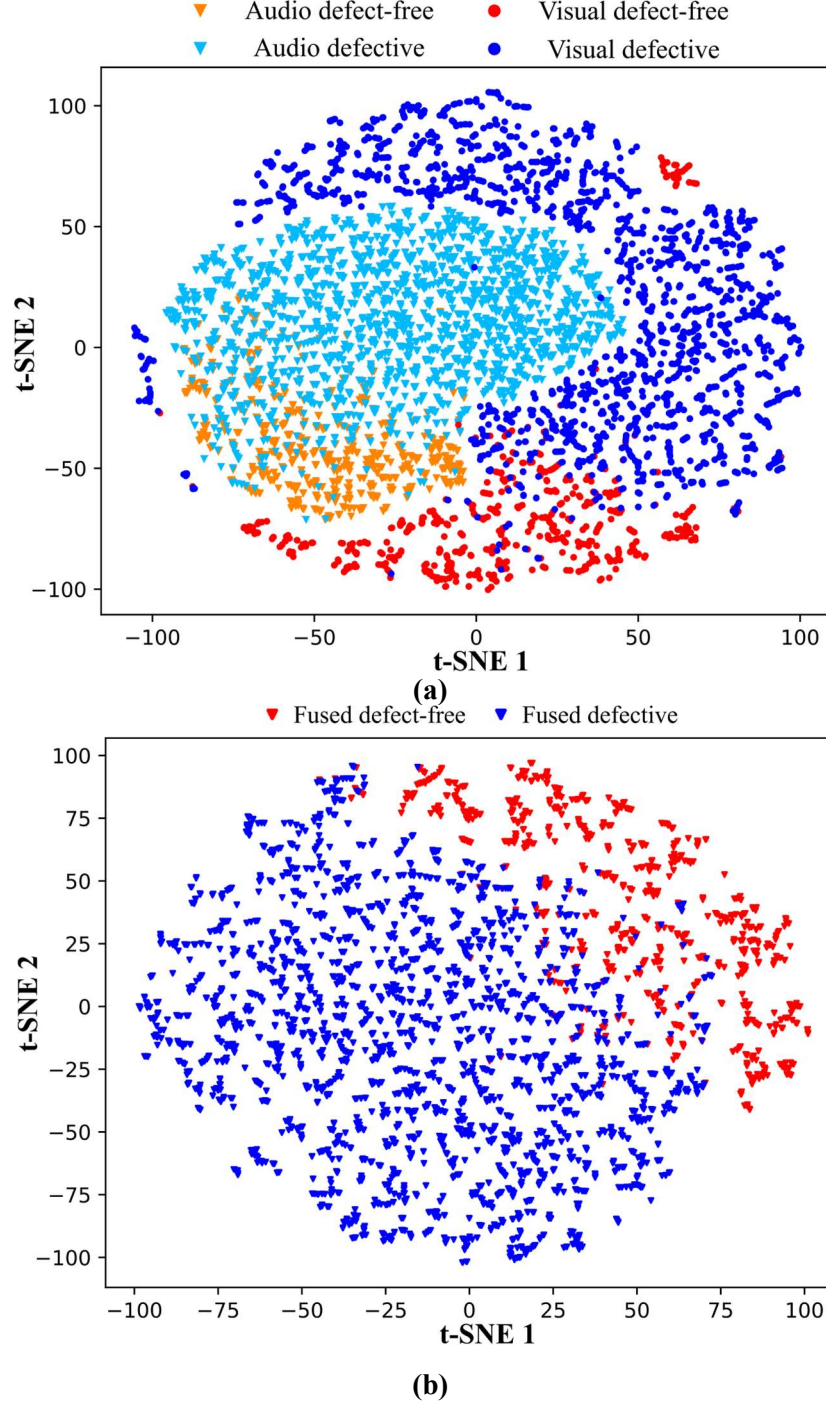 Audio defect-free Visual defect-free
Audio defective Visual defective
100
50
0
−50
−100
t-SNE 2
−100 −50 0 50 100
t-SNE 1
(a)
Fused defect-free Fused defective
100
75
50
25
0
−25
−50
−75
−100
t-SNE 2
−100 −75 −50 −25 0 25 50 75 100
t-SNE 1
(b)